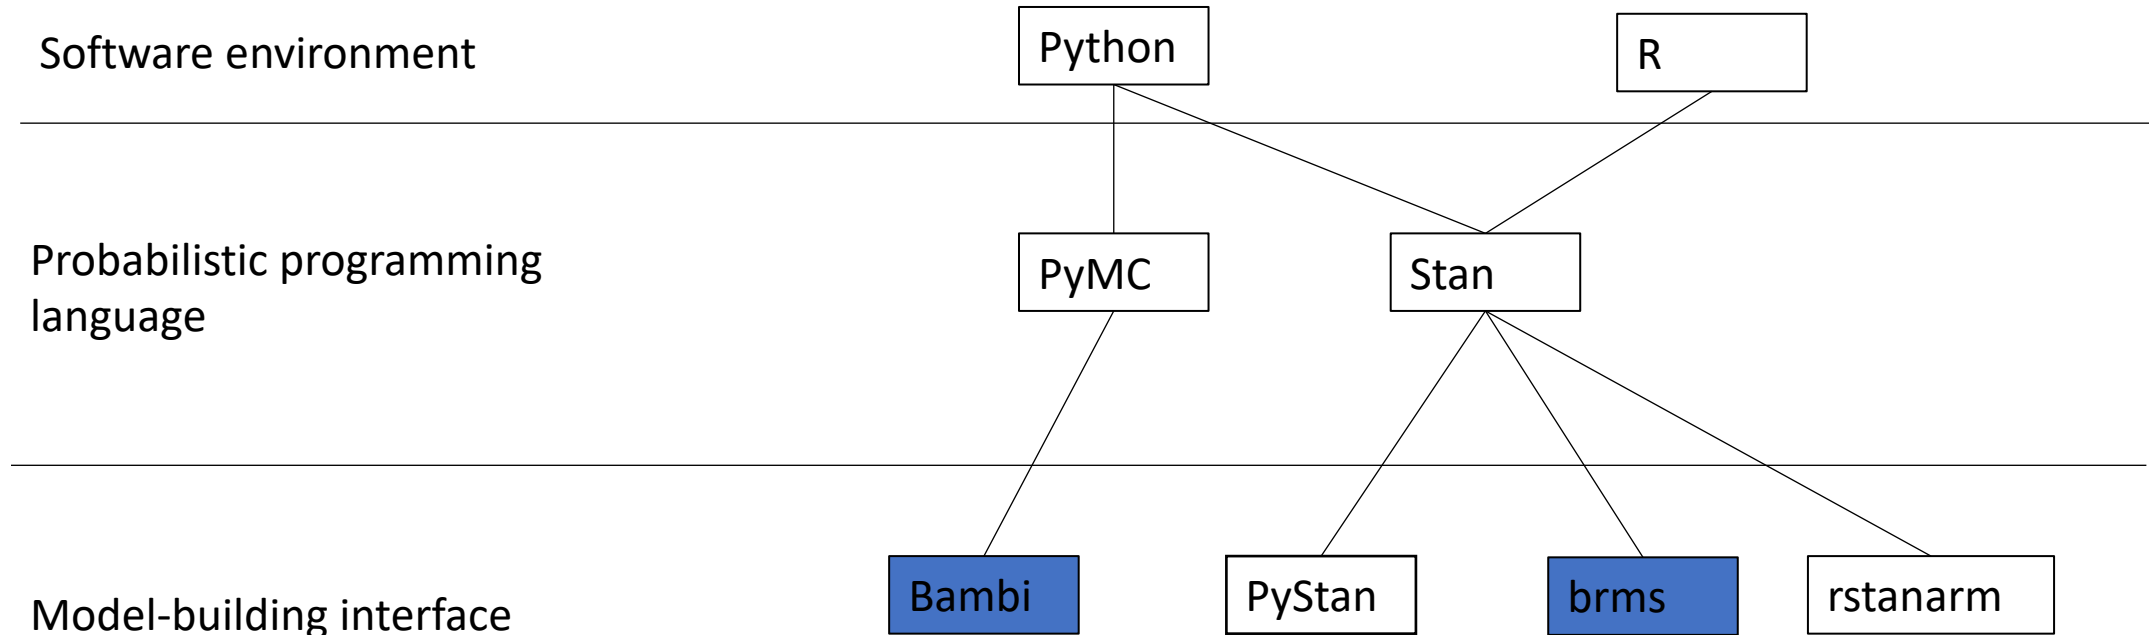 Software environment
Python
R
Probabilistic programming
language
PyMC
Stan
Model-building interface
Bambi
PyStan
brms
rstanarm